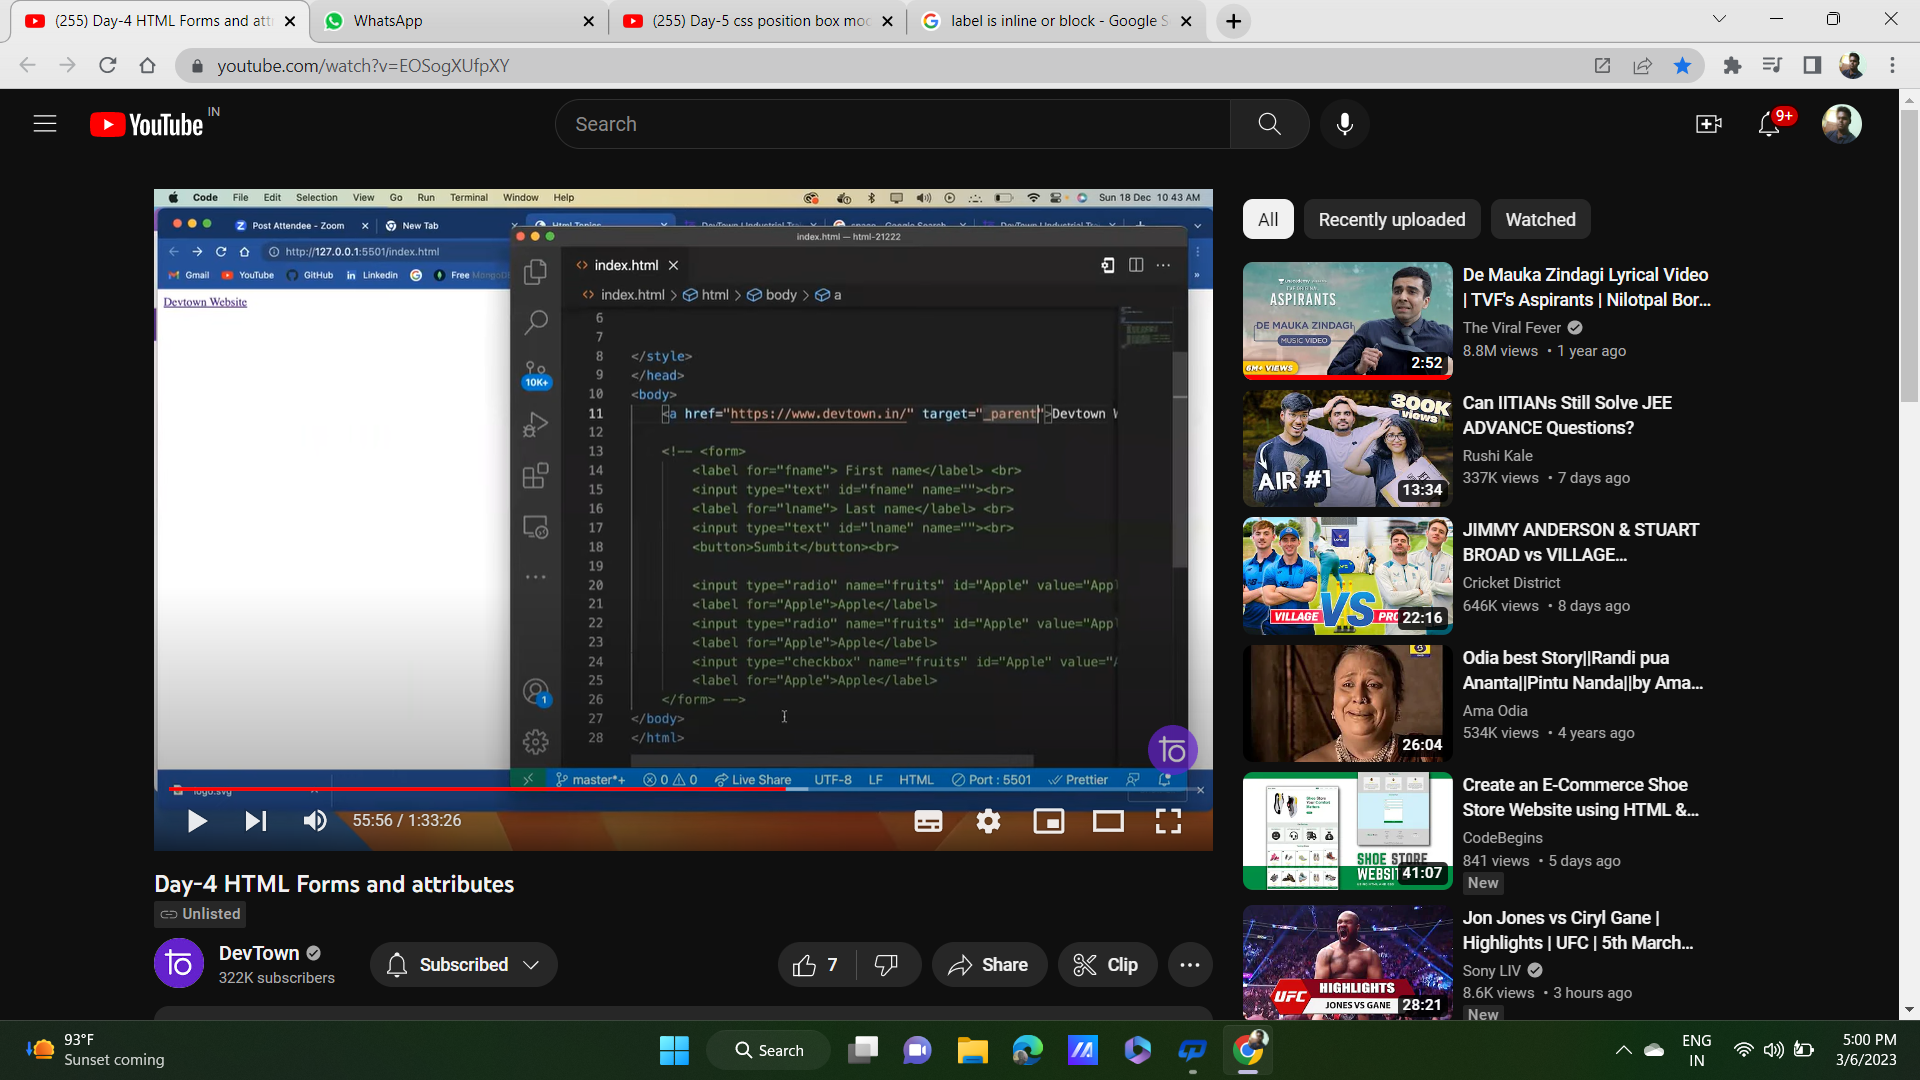 (255) Day-4 HTML Forms and att
WhatsApp
(255) Day-5 css position box mo
label is inline or block - Google S
youtube.com/watch?v=EOSogXUfpXY
YouTube IN
Search
9+
Code File Edit Selection View Go Run Terminal Window Help
Sun 18 Dec 10 43 AM
Post Attendee - Zoom
New Tab
Html Topics
index.html — html-21222
http://127.0.0.1:5501/index.html
Gmail YouTube GitHub Linkedin Free MongoD
Devtown Website
index.html
index.html > html > body > a
6
7
8 </style>
9 </head>
10 <body>
11 <a href="https://www.devtown.in/" target="_parent">Devtown W
12
13 <!-- <form>
14 <label for="fname"> First name</label> <br>
15 <input type="text" id="fname" name=""><br>
16 <label for="lname"> Last name</label> <br>
17 <input type="text" id="lname" name=""><br>
18 <button>Sumbit</button><br>
19
20 <input type="radio" name="fruits" id="Apple" value="Appl
21 <label for="Apple">Apple</label>
22 <input type="radio" name="fruits" id="Apple" value="Appl
23 <label for="Apple">Apple</label>
24 <input type="checkbox" name="fruits" id="Apple" value="A
25 <label for="Apple">Apple</label>
26 </form> -->
27 </body>
28 </html>
10K+
1
master*+ 0 0 Live Share UTF-8 LF HTML Port : 5501 Prettier
logo.svg
55:56 / 1:33:26
Day-4 HTML Forms and attributes
Unlisted
DevTown
322K subscribers
Subscribed
7
Share
Clip
All
Recently uploaded
Watched
ASPIRANTS
DE MAUKA ZINDAGI
MUSIC VIDEO
6M+ VIEWS
2:52
De Mauka Zindagi Lyrical Video
| TVF's Aspirants | Nilotpal Bor...
The Viral Fever
8.8M views • 1 year ago
300K views
AIR #1
13:34
Can IITIANs Still Solve JEE
ADVANCE Questions?
Rushi Kale
337K views • 7 days ago
VILLAGE VS PRO
22:16
JIMMY ANDERSON & STUART
BROAD vs VILLAGE...
Cricket District
646K views • 8 days ago
26:04
Odia best Story||Randi pua
Ananta||Pintu Nanda||by Ama...
Ama Odia
534K views • 4 years ago
SHOE STORE
WEBSIT
41:07
Create an E-Commerce Shoe
Store Website using HTML &...
CodeBegins
841 views • 5 days ago
New
UFC HIGHLIGHTS
JONES VS GANE
28:21
Jon Jones vs Ciryl Gane |
Highlights | UFC | 5th March...
Sony LIV
8.6K views • 3 hours ago
New
93°F
Sunset coming
Search
ENG
IN
5:00 PM
3/6/2023